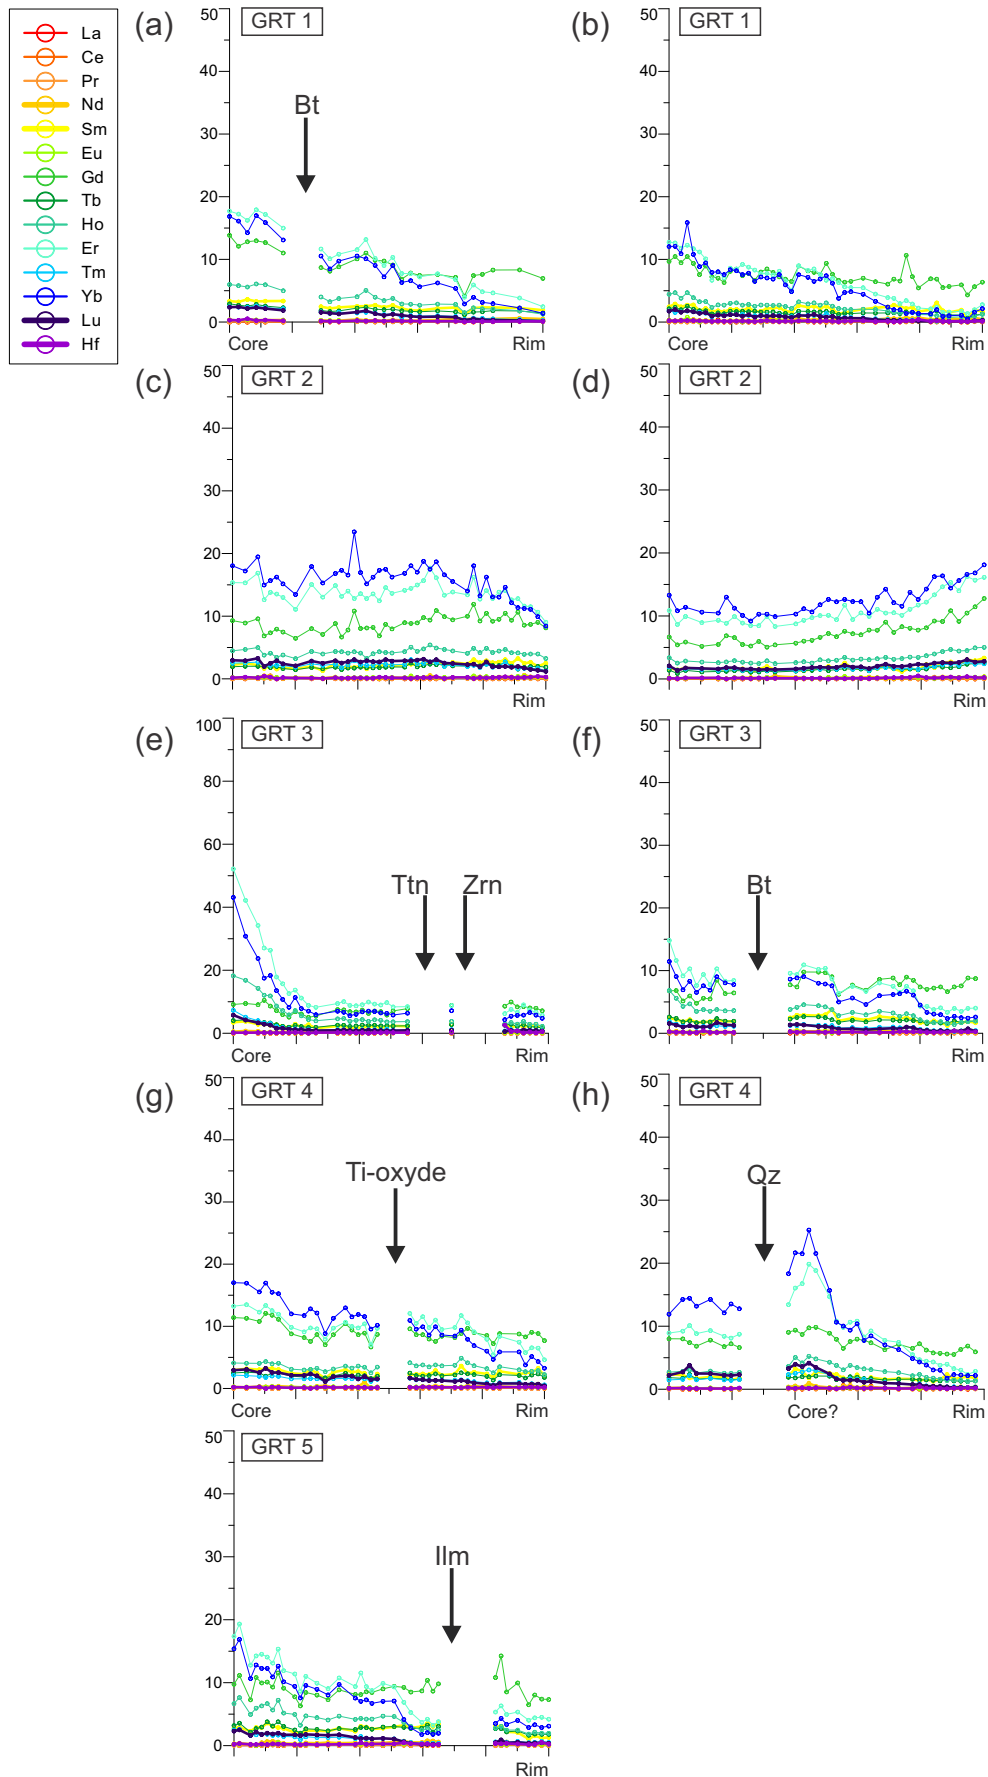 La
Ce
Pr
Nd
Sm
Eu
Gd
Tb
Ho
Er
Tm
Yb
Lu
Hf
(a) GRT 1
50
40
30
20
10
0
Bt
Core Rim
(b) GRT 1
50
40
30
20
10
0
Core Rim
(c) GRT 2
50
40
30
20
10
0
Rim
(d) GRT 2
50
40
30
20
10
0
Rim
(e) GRT 3
100
80
60
40
20
0
Ttn Zrn
Core Rim
(f) GRT 3
50
40
30
20
10
0
Bt
Rim
(g) GRT 4
50
40
30
20
10
0
Ti-oxyde
Core Rim
(h) GRT 4
50
40
30
20
10
0
Qz
Core? Rim
GRT 5
50
40
30
20
10
0
Ilm
Rim